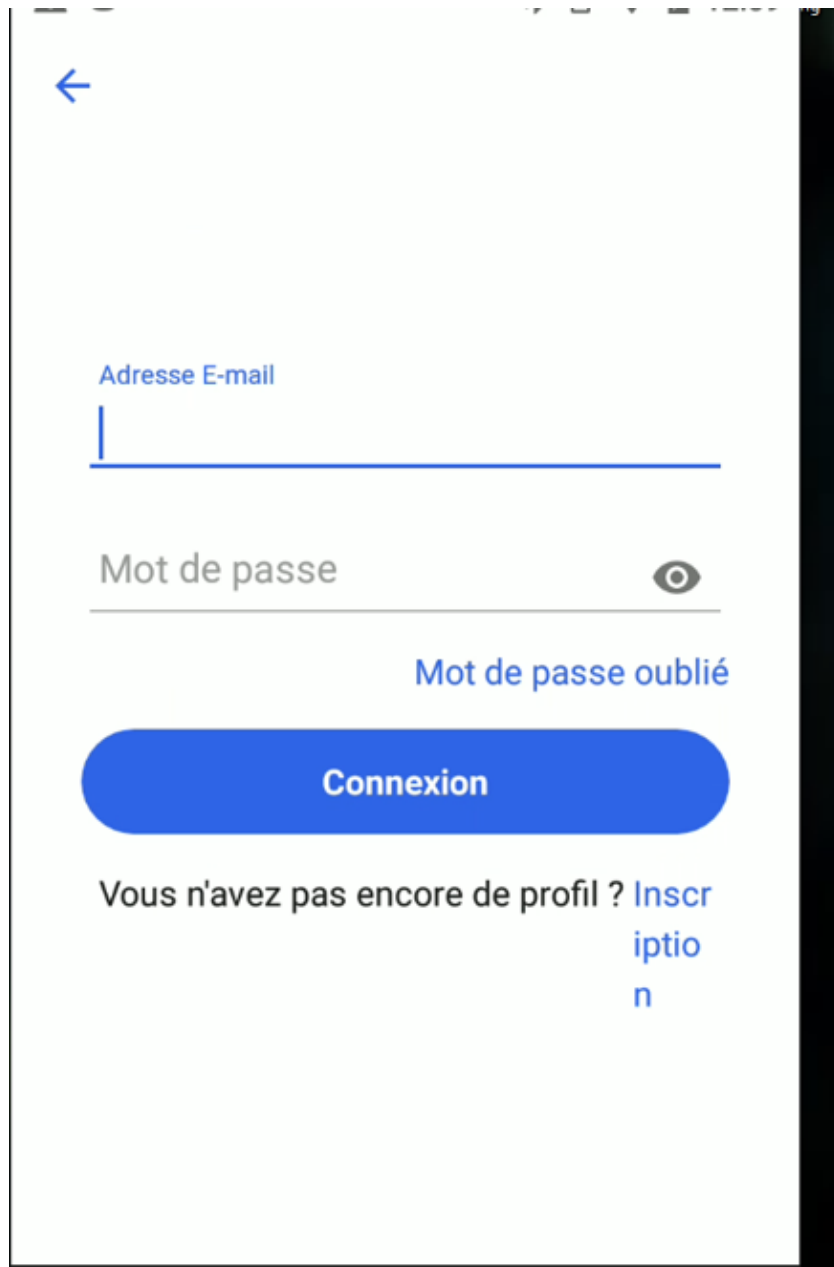 Adresse E-mail
Mot de passe
Mot de passe oublié
Connexion
Vous n'avez pas encore de profil ? Inscr
iptio
n